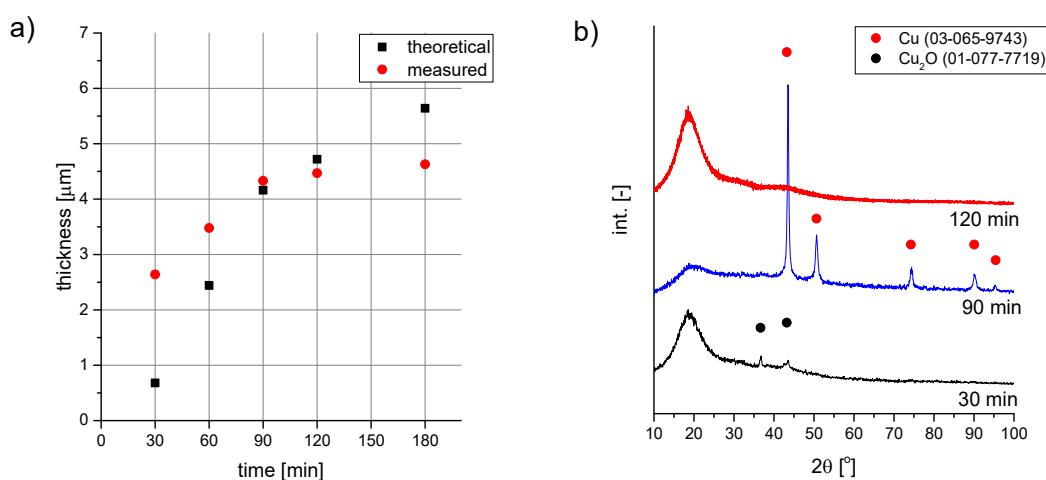 a)
7
6
5
4
3
2
1
0
thickness [μm]
theoretical
measured
0 30 60 90 120 150 180
time [min]
b)
Cu (03-065-9743)
Cu₂O (01-077-7719)
int. [-]
120 min
90 min
30 min
10 20 30 40 50 60 70 80 90 100
2θ [°]